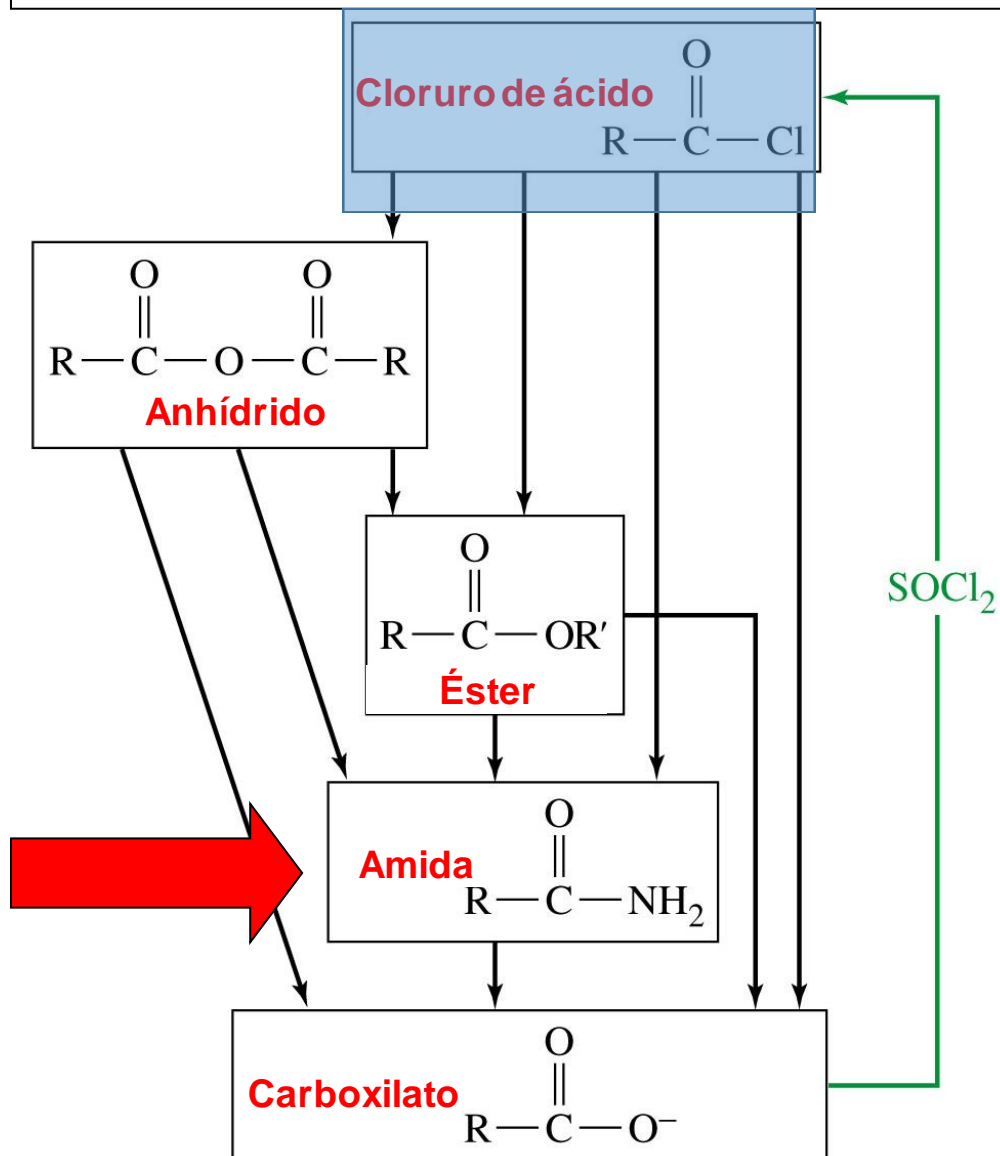 O
Cloruro de ácido
R—C—Cl
O O
R—C—O—C—R
Anhídrido
O
R—C—OR′
Éster
SOCl₂
O
Amida
R—C—NH₂
O
Carboxilato
R—C—O⁻